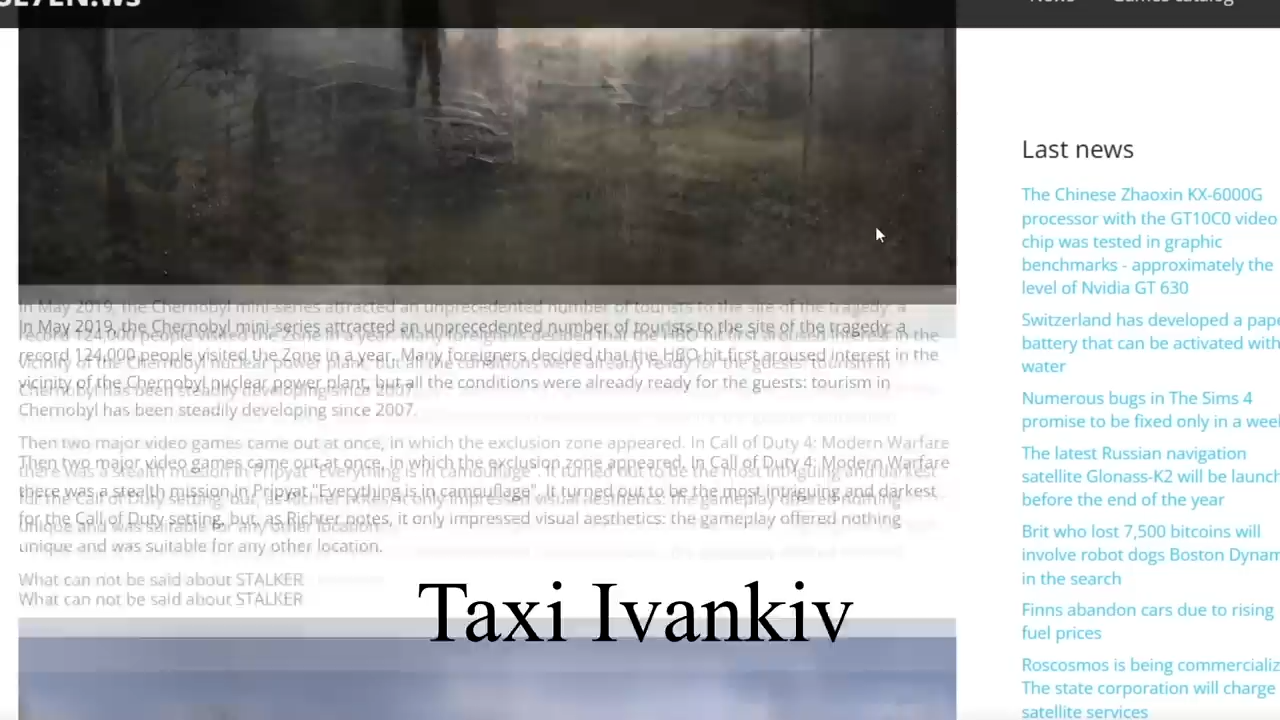 News Games catalog
In May 2019, the Chernobyl mini-series attracted an unprecedented number of tourists to the site of the tragedy: a
record 124,000 people visited the Zone in a year. Many foreigners decided that the HBO hit first aroused interest in the
vicinity of the Chernobyl nuclear power plant, but all the conditions were already ready for the guests: tourism in
Chernobyl has been steadily developing since 2007.
Then two major video games came out at once, in which the exclusion zone appeared. In Call of Duty 4: Modern Warfare
there was a stealth mission in Pripyat "Everything is in camouflage". It turned out to be the most intriguing and darkest
for the Call of Duty setting, but, as Richter notes, it only impressed visual aesthetics: the gameplay offered nothing
unique and was suitable for any other location.
What can not be said about STALKER
Taxi Ivankiv
Last news
The Chinese Zhaoxin KX-6000G
processor with the GT10C0 video
chip was tested in graphic
benchmarks - approximately the
level of Nvidia GT 630
Switzerland has developed a pape
battery that can be activated with
water
Numerous bugs in The Sims 4
promise to be fixed only in a week
The latest Russian navigation
satellite Glonass-K2 will be launch
before the end of the year
Brit who lost 7,500 bitcoins will
involve robot dogs Boston Dynam
in the search
Finns abandon cars due to rising
fuel prices
Roscosmos is being commercializ
The state corporation will charge
satellite services